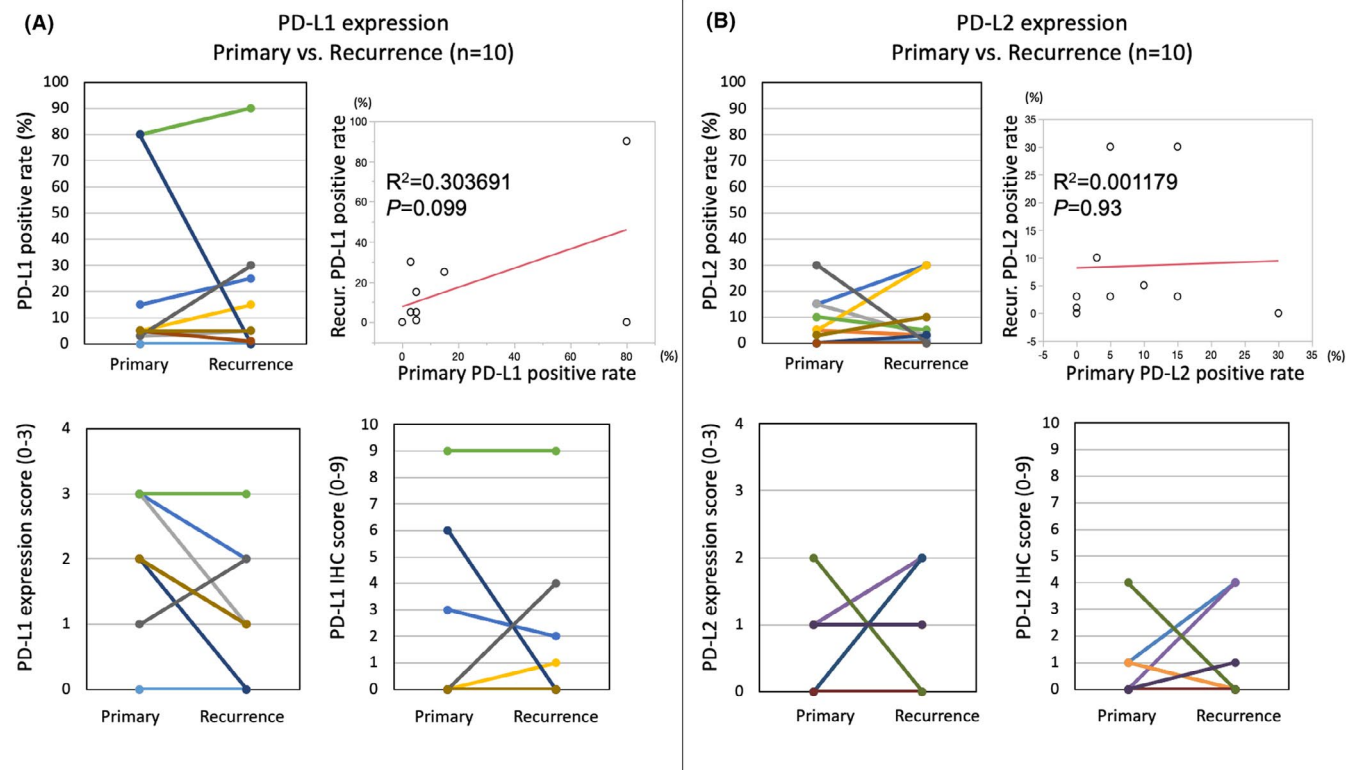 (A)
PD-L1 expression
Primary vs. Recurrence (n=10)
PD-L1 positive rate (%)
100
90
80
70
60
50
40
30
20
10
0
Primary
Recurrence
(%)
Recur. PD-L1 positive rate
100
80
60
40
20
0
R²=0.303691
P=0.099
0
20
40
60
80
(%)
Primary PD-L1 positive rate
PD-L1 expression score (0-3)
4
3
2
1
0
Primary
Recurrence
PD-L1 IHC score (0-9)
10
9
8
7
6
5
4
3
2
1
0
Primary
Recurrence
(B)
PD-L2 expression
Primary vs. Recurrence (n=10)
PD-L2 positive rate (%)
100
90
80
70
60
50
40
30
20
10
0
Primary
Recurrence
(%)
Recur. PD-L2 positive rate
35
30
25
20
15
10
5
0
-5
R²=0.001179
P=0.93
-5
0
5
10
15
20
25
30
35
(%)
Primary PD-L2 positive rate
PD-L2 expression score (0-3)
4
3
2
1
0
Primary
Recurrence
PD-L2 IHC score (0-9)
10
9
8
7
6
5
4
3
2
1
0
Primary
Recurrence